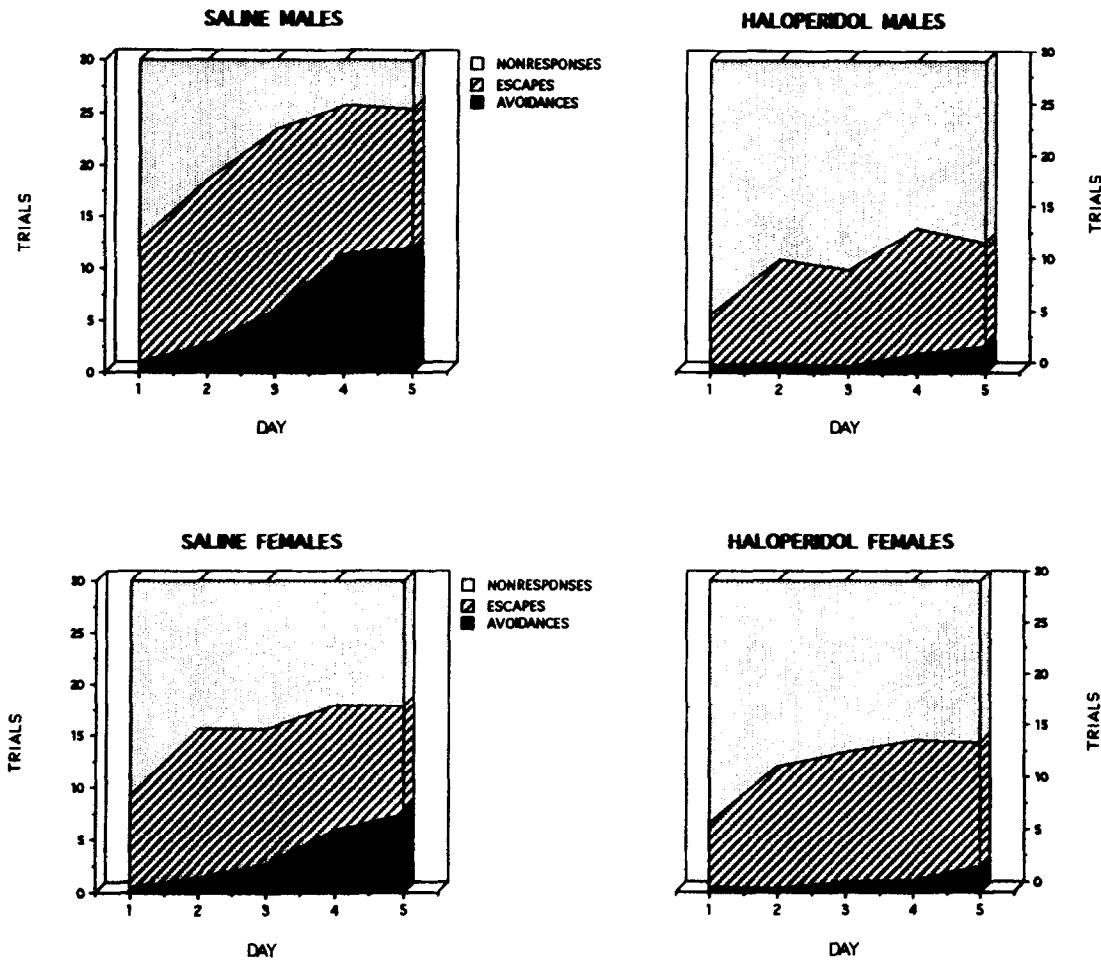 SALINE MALES
30
25
20
15
10
5
0
TRIALS
1 2 3 4 5
DAY
NONRESPONSES
ESCAPES
AVOIDANCES
HALOPERIDOL MALES
30
25
20
15
10
5
0
TRIALS
1 2 3 4 5
DAY
SALINE FEMALES
30
25
20
15
10
5
0
TRIALS
1 2 3 4 5
DAY
NONRESPONSES
ESCAPES
AVOIDANCES
HALOPERIDOL FEMALES
30
25
20
15
10
5
0
TRIALS
1 2 3 4 5
DAY